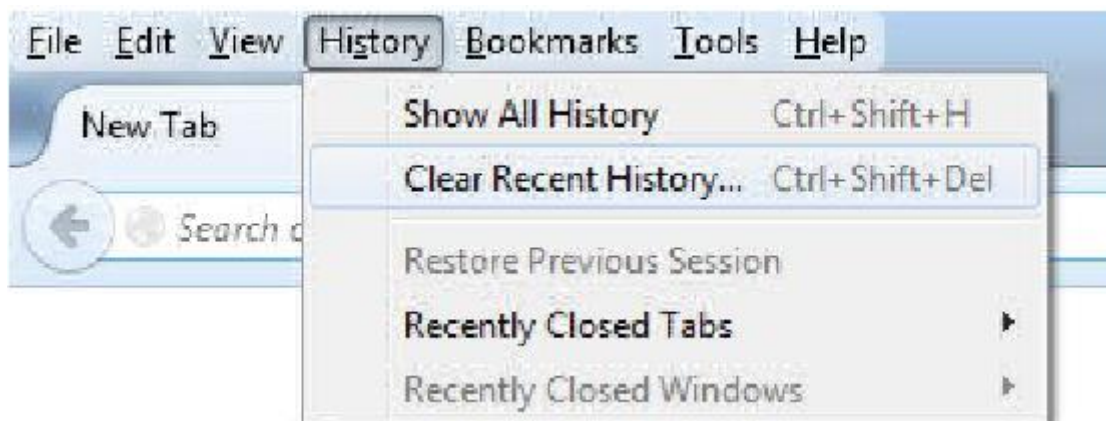 File Edit View History Bookmarks Tools Help
New Tab
Show All History Ctrl+Shift+H
Clear Recent History... Ctrl+Shift+Del
Search
Restore Previous Session
Recently Closed Tabs
Recently Closed Windows